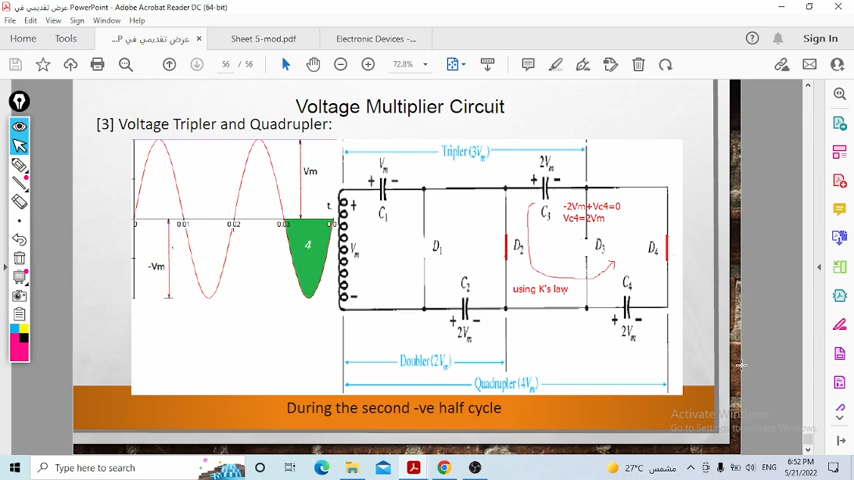 عرض تقديمي في PowerPoint - Adobe Acrobat Reader DC (64-bit)
File Edit View Sign Window Help
Home Tools عرض تقديمي في P... × Sheet 5-mod.pdf Electronic Devices -... Sign In
56 / 56 72.8%
Voltage Multiplier Circuit
[3] Voltage Tripler and Quadrupler:
Tripler (3Vm)
Vm
2Vm
Vm
+ -
+ -
C1
C3
-2Vm+Vc4=0
Vc4=2Vm
t
0 0.01 0.02 0.03
+
Vm
-
4
D1
D2
D3
D4
-Vm
using K's law
C2
+ -
2Vm
C4
+ -
2Vm
Doubler (2Vm)
Quadrupler (4Vm)
During the second -ve half cycle
Activate Windows
Go to Settings to activate Windows.
Type here to search
27°C مشمس
ENG
6:52 PM
5/21/2022